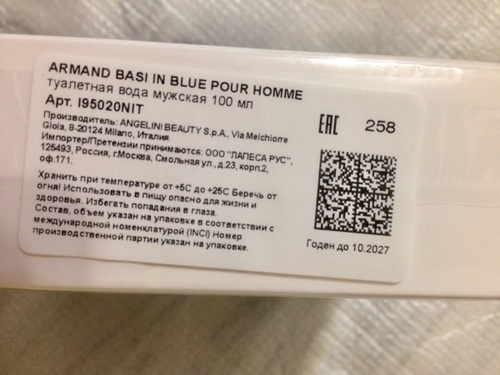 ARMAND BASI IN BLUE POUR HOMME
туалетная вода мужская 100 мл
Арт. I95020NIT
Производитель: ANGELINI BEAUTY S.p.A., Via Melchiorre
Gioia, 8-20124 Milano, Италия.
Импортер/Претензии принимаются: ООО "ЛАПЕСА РУС",
125493, Россия, г.Москва, Смольная ул., д.23, корп.2,
оф.171.
Хранить при температуре от +5С до +25С Беречь от
огня! Использовать в пищу опасно для жизни и
здоровья. Избегать попадания в глаза.
Состав, объем указан на упаковке в соответствии с
международной номенклатурой (INCI) Номер
производственной партии указан на упаковке.
EAC 258
Годен до 10.2027